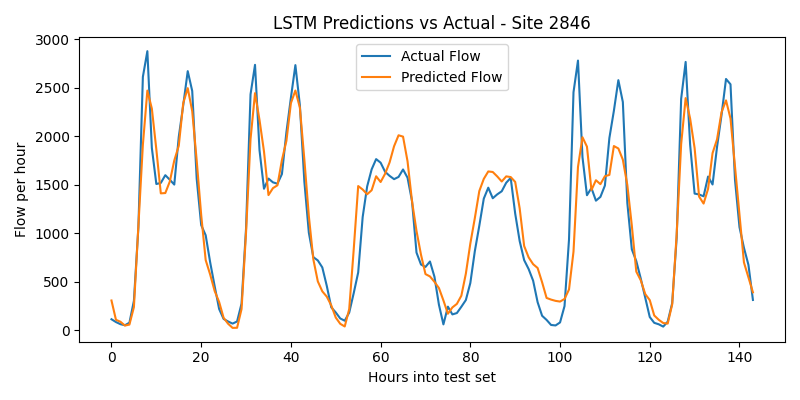 LSTM Predictions vs Actual - Site 2846
Actual Flow
Predicted Flow
Flow per hour
3000
2500
2000
1500
1000
500
0
0 20 40 60 80 100 120 140
Hours into test set